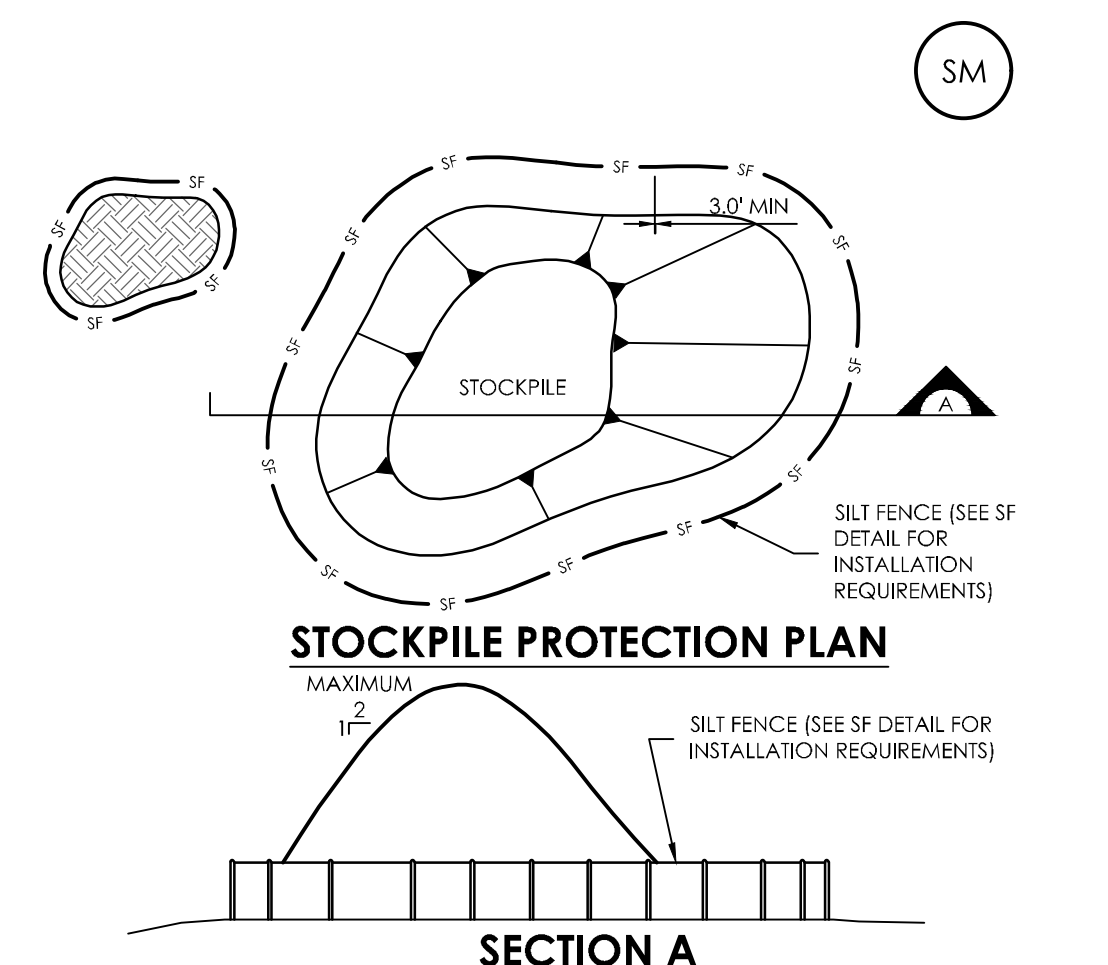 SM
SF
SF
SF
SF
SF
SF
SF
SF
3.0' MIN
SF
SF
SF
SF
SF
STOCKPILE
A
SF
SF
SF
SF
SF
SF
SILT FENCE (SEE SF
DETAIL FOR
INSTALLATION
REQUIREMENTS)
STOCKPILE PROTECTION PLAN
MAXIMUM
2
1
SILT FENCE (SEE SF DETAIL FOR
INSTALLATION REQUIREMENTS)
SECTION A